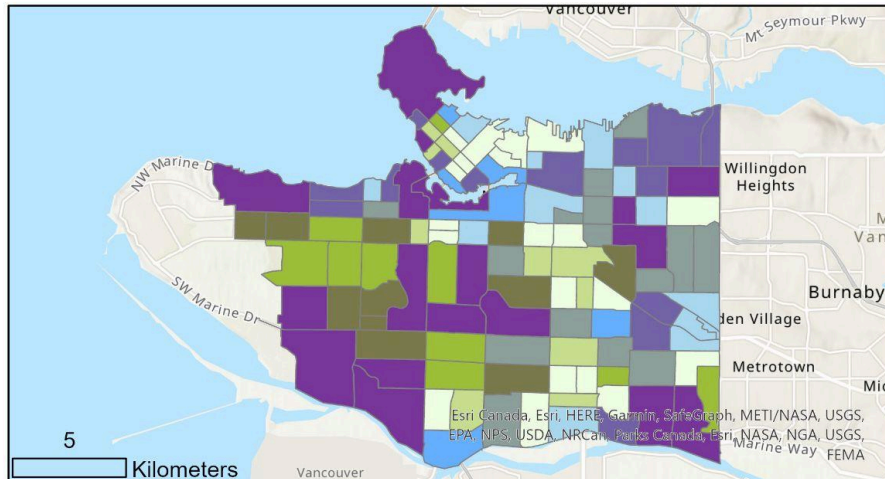 Vancouver
Mt Seymour Pkwy
NW Marine D
Willingdon
Heights
M
Van
SW Marine Dr
Burnaby
den Village
Metrotown
Mid
Esri Canada, Esri, HERE, Garmin, SafeGraph, METI/NASA, USGS,
EPA, NPS, USDA, NRCan, Parks Canada, Esri, NASA, NGA, USGS,
FEMA
Marine Way
5
Kilometers
Vancouver